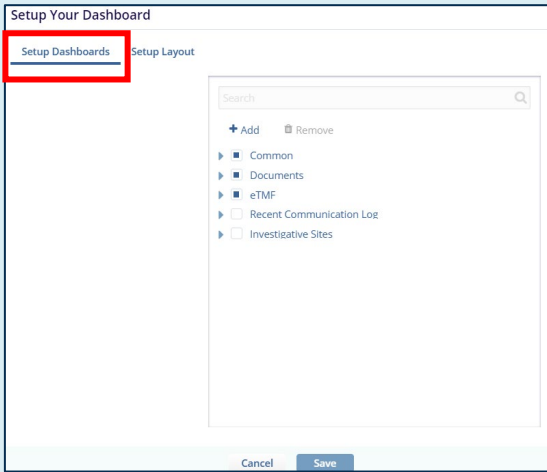 Setup Your Dashboard
Setup Dashboards Setup Layout
Search
+ Add Remove
Common
Documents
eTMF
Recent Communication Log
Investigative Sites
Cancel Save